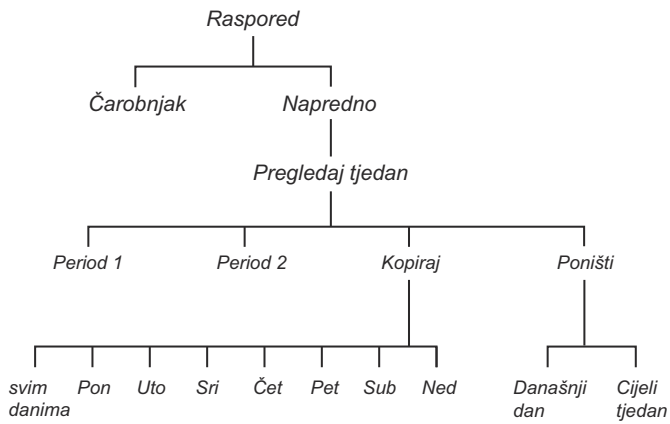 Raspored
Čarobnjak Napredno
Pregledaj tjedan
Period 1 Period 2 Kopiraj Poništi
svim Pon Uto Sri Čet Pet Sub Ned Današnji Cijeli
danima dan tjedan